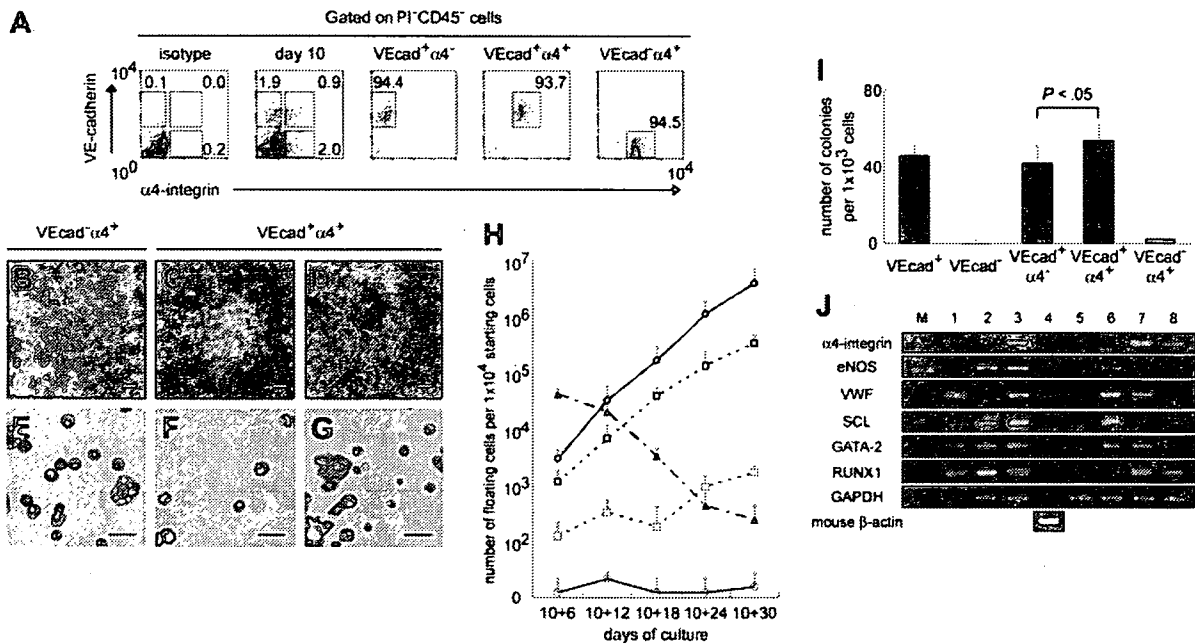 A
Gated on PI⁻CD45⁻ cells
isotype
day 10
VEcad⁺α4⁻
VEcad⁺α4⁺
VEcad⁻α4⁺
10⁴
VE-cadherin
10⁰
0.1
0.0
0.2
1.9
0.9
2.0
94.4
93.7
94.5
α4-integrin
10⁴
VEcad⁻α4⁺
VEcad⁺α4⁺
B
C
D
E
F
G
H
number of floating cells per 1x10⁴ starting cells
10⁷
10⁶
10⁵
10⁴
10³
10²
0
10+6 10+12 10+18 10+24 10+30
days of culture
I
number of colonies
per 1x10³ cells
80
40
0
P < .05
VEcad⁺
VEcad⁻
VEcad⁺
α4⁻
VEcad⁺
α4⁺
VEcad⁻
α4⁺
J
M 1 2 3 4 5 6 7 8
α4-integrin
eNOS
VWF
SCL
GATA-2
RUNX1
GAPDH
mouse β-actin